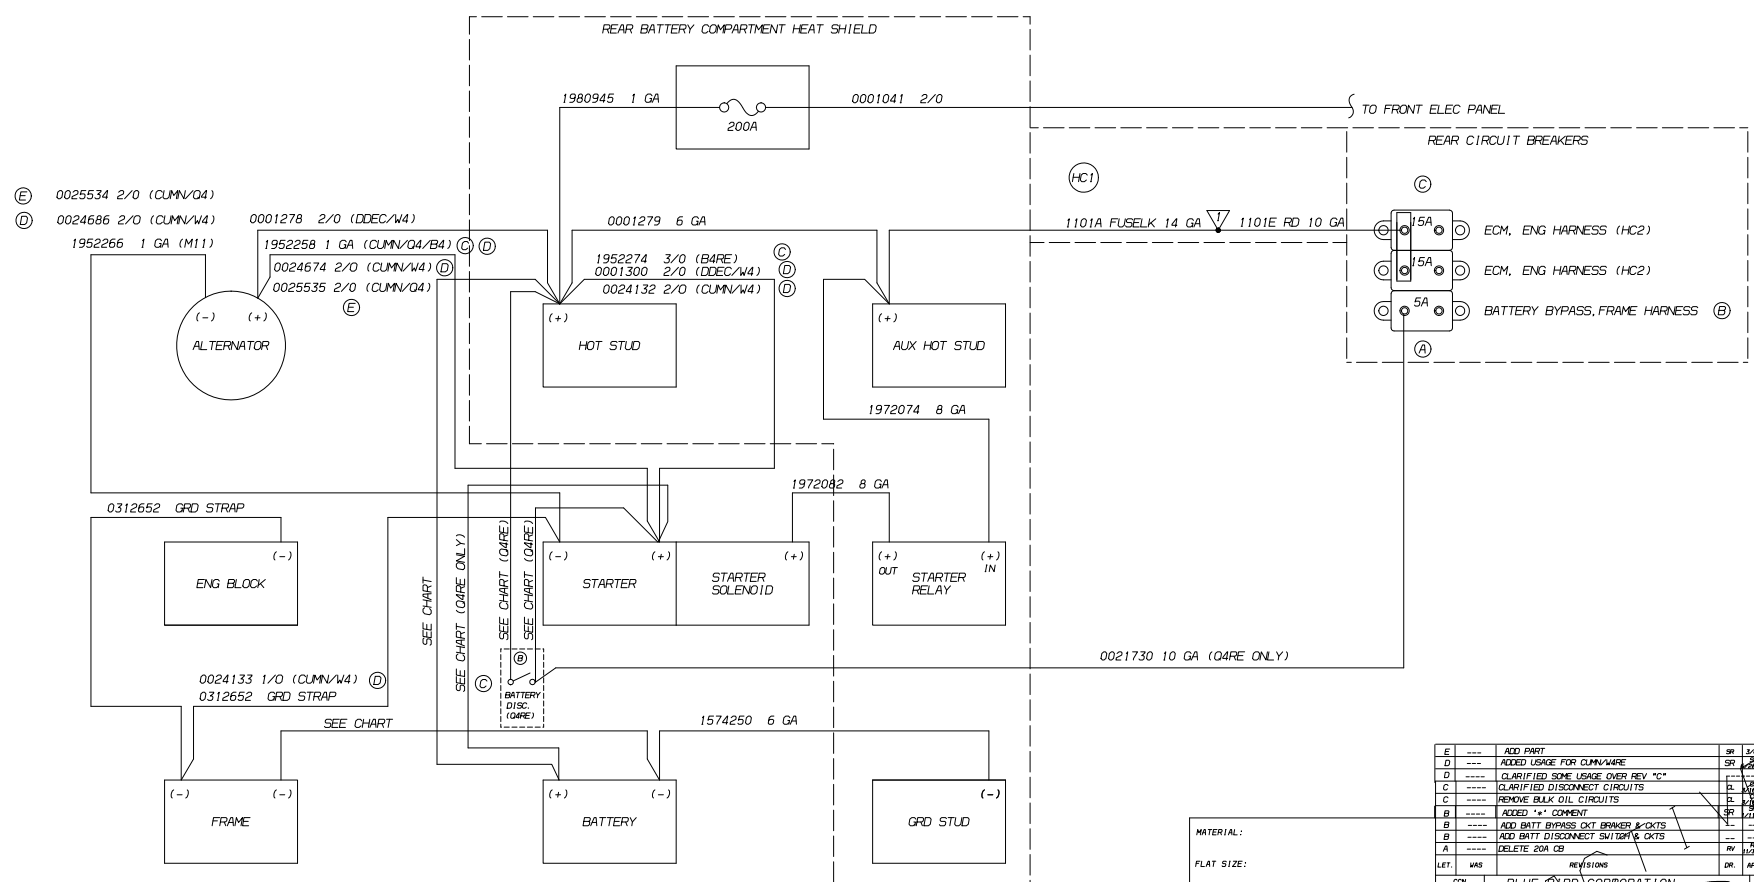 REAR BATTERY COMPARTMENT HEAT SHIELD
1980945 1 GA
200A
0001041 2/0
TO FRONT ELEC PANEL
REAR CIRCUIT BREAKERS
HC1
C
E 0025534 2/0 (CUMN/Q4)
D 0024686 2/0 (CUMN/W4)
1952266 1 GA (M11)
0001278 2/0 (DDEC/W4)
1952258 1 GA (CUMN/Q4/B4) C D
0024674 2/0 (CUMN/W4) D
0025535 2/0 (CUMN/Q4)
E
0001279 6 GA
1952274 3/0 (B4RE) C
0001300 2/0 (DDEC/W4) D
0024132 2/0 (CUMN/W4) D
1101A FUSELK 14 GA
1
1101E RD 10 GA
15A
ECM, ENG HARNESS (HC2)
15A
ECM, ENG HARNESS (HC2)
5A
BATTERY BYPASS, FRAME HARNESS B
A
(-) (+)
ALTERNATOR
(+)
HOT STUD
(+)
AUX HOT STUD
1972074 8 GA
1972082 8 GA
0312652 GRD STRAP
(-)
ENG BLOCK
(-) (+)
STARTER
(+)
STARTER
SOLENOID
(+) (+)
OUT IN
STARTER
RELAY
SEE CHART
SEE CHART (Q4RE ONLY)
SEE CHART (Q4RE)
SEE CHART (Q4RE)
B
C
BATTERY
DISC.
(Q4RE)
0021730 10 GA (Q4RE ONLY)
0024133 1/0 (CUMN/W4) D
0312652 GRD STRAP
SEE CHART
1574250 6 GA
(-) (-)
FRAME
(+) (-)
BATTERY
(-)
GRD STUD
MATERIAL:
FLAT SIZE:
E --- ADD PART SR
D --- ADDED USAGE FOR CUMN/W4RE SR
D ---- CLARIFIED SOME USAGE OVER REV "C"
C ---- CLARIFIED DISCONNECT CIRCUITS
C ---- REMOVE BULK OIL CIRCUITS
B ---- ADDED "*" COMMENT SR
B ---- ADD BATT BYPASS CKT BRAKER & CKTS
B ---- ADD BATT DISCONNECT SWITCH & CKTS
A ---- DELETE 20A CB RV
LET. WAS REVISIONS DR.
BLUE BIRD CORPORATION